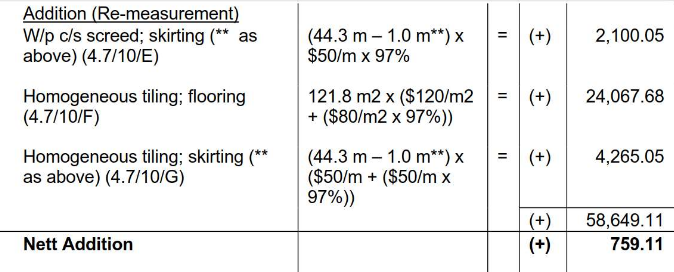 Addition (Re-measurement)
W/p c/s screed; skirting (** as above) (4.7/10/E) (44.3 m – 1.0 m**) x $50/m x 97% = (+) 2,100.05
Homogeneous tiling; flooring (4.7/10/F) 121.8 m2 x ($120/m2 + ($80/m2 x 97%)) = (+) 24,067.68
Homogeneous tiling; skirting (** as above) (4.7/10/G) (44.3 m – 1.0 m**) x ($50/m + ($50/m x 97%)) = (+) 4,265.05
(+) 58,649.11
Nett Addition (+) 759.11